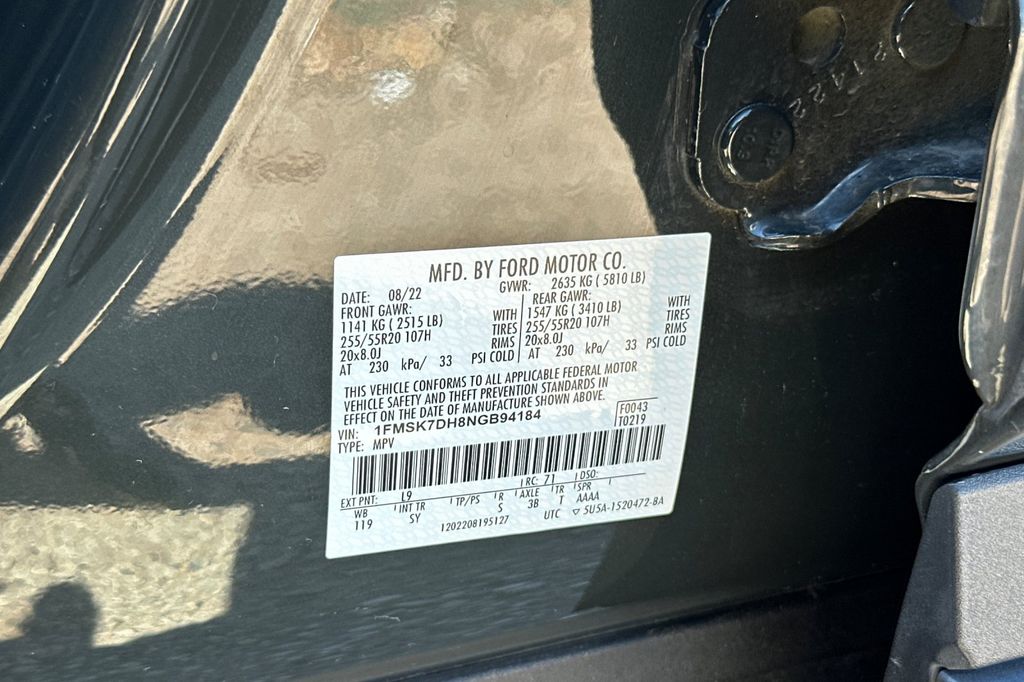 MFD. BY FORD MOTOR CO.
DATE: 08/22 GVWR: 2635 KG ( 5810 LB)
FRONT GAWR: WITH REAR GAWR: WITH
1141 KG ( 2515 LB) TIRES 1547 KG ( 3410 LB) TIRES
255/55R20 107H RIMS 255/55R20 107H RIMS
20x8.0J 20x8.0J
AT 230 kPa/ 33 PSI COLD AT 230 kPa/ 33 PSI COLD
THIS VEHICLE CONFORMS TO ALL APPLICABLE FEDERAL MOTOR
VEHICLE SAFETY AND THEFT PREVENTION STANDARDS IN
EFFECT ON THE DATE OF MANUFACTURE SHOWN ABOVE.
VIN: 1FMSK7DH8NGB94184 F0043
TYPE: MPV T0219
EXT PNT: L9 RC: 71 DSO:
WB INT TR TP/PS R AXLE TR SPR
119 SY S 3B T AAAA
1202208195127 UTC ▽ 5U5A-1520472-BA